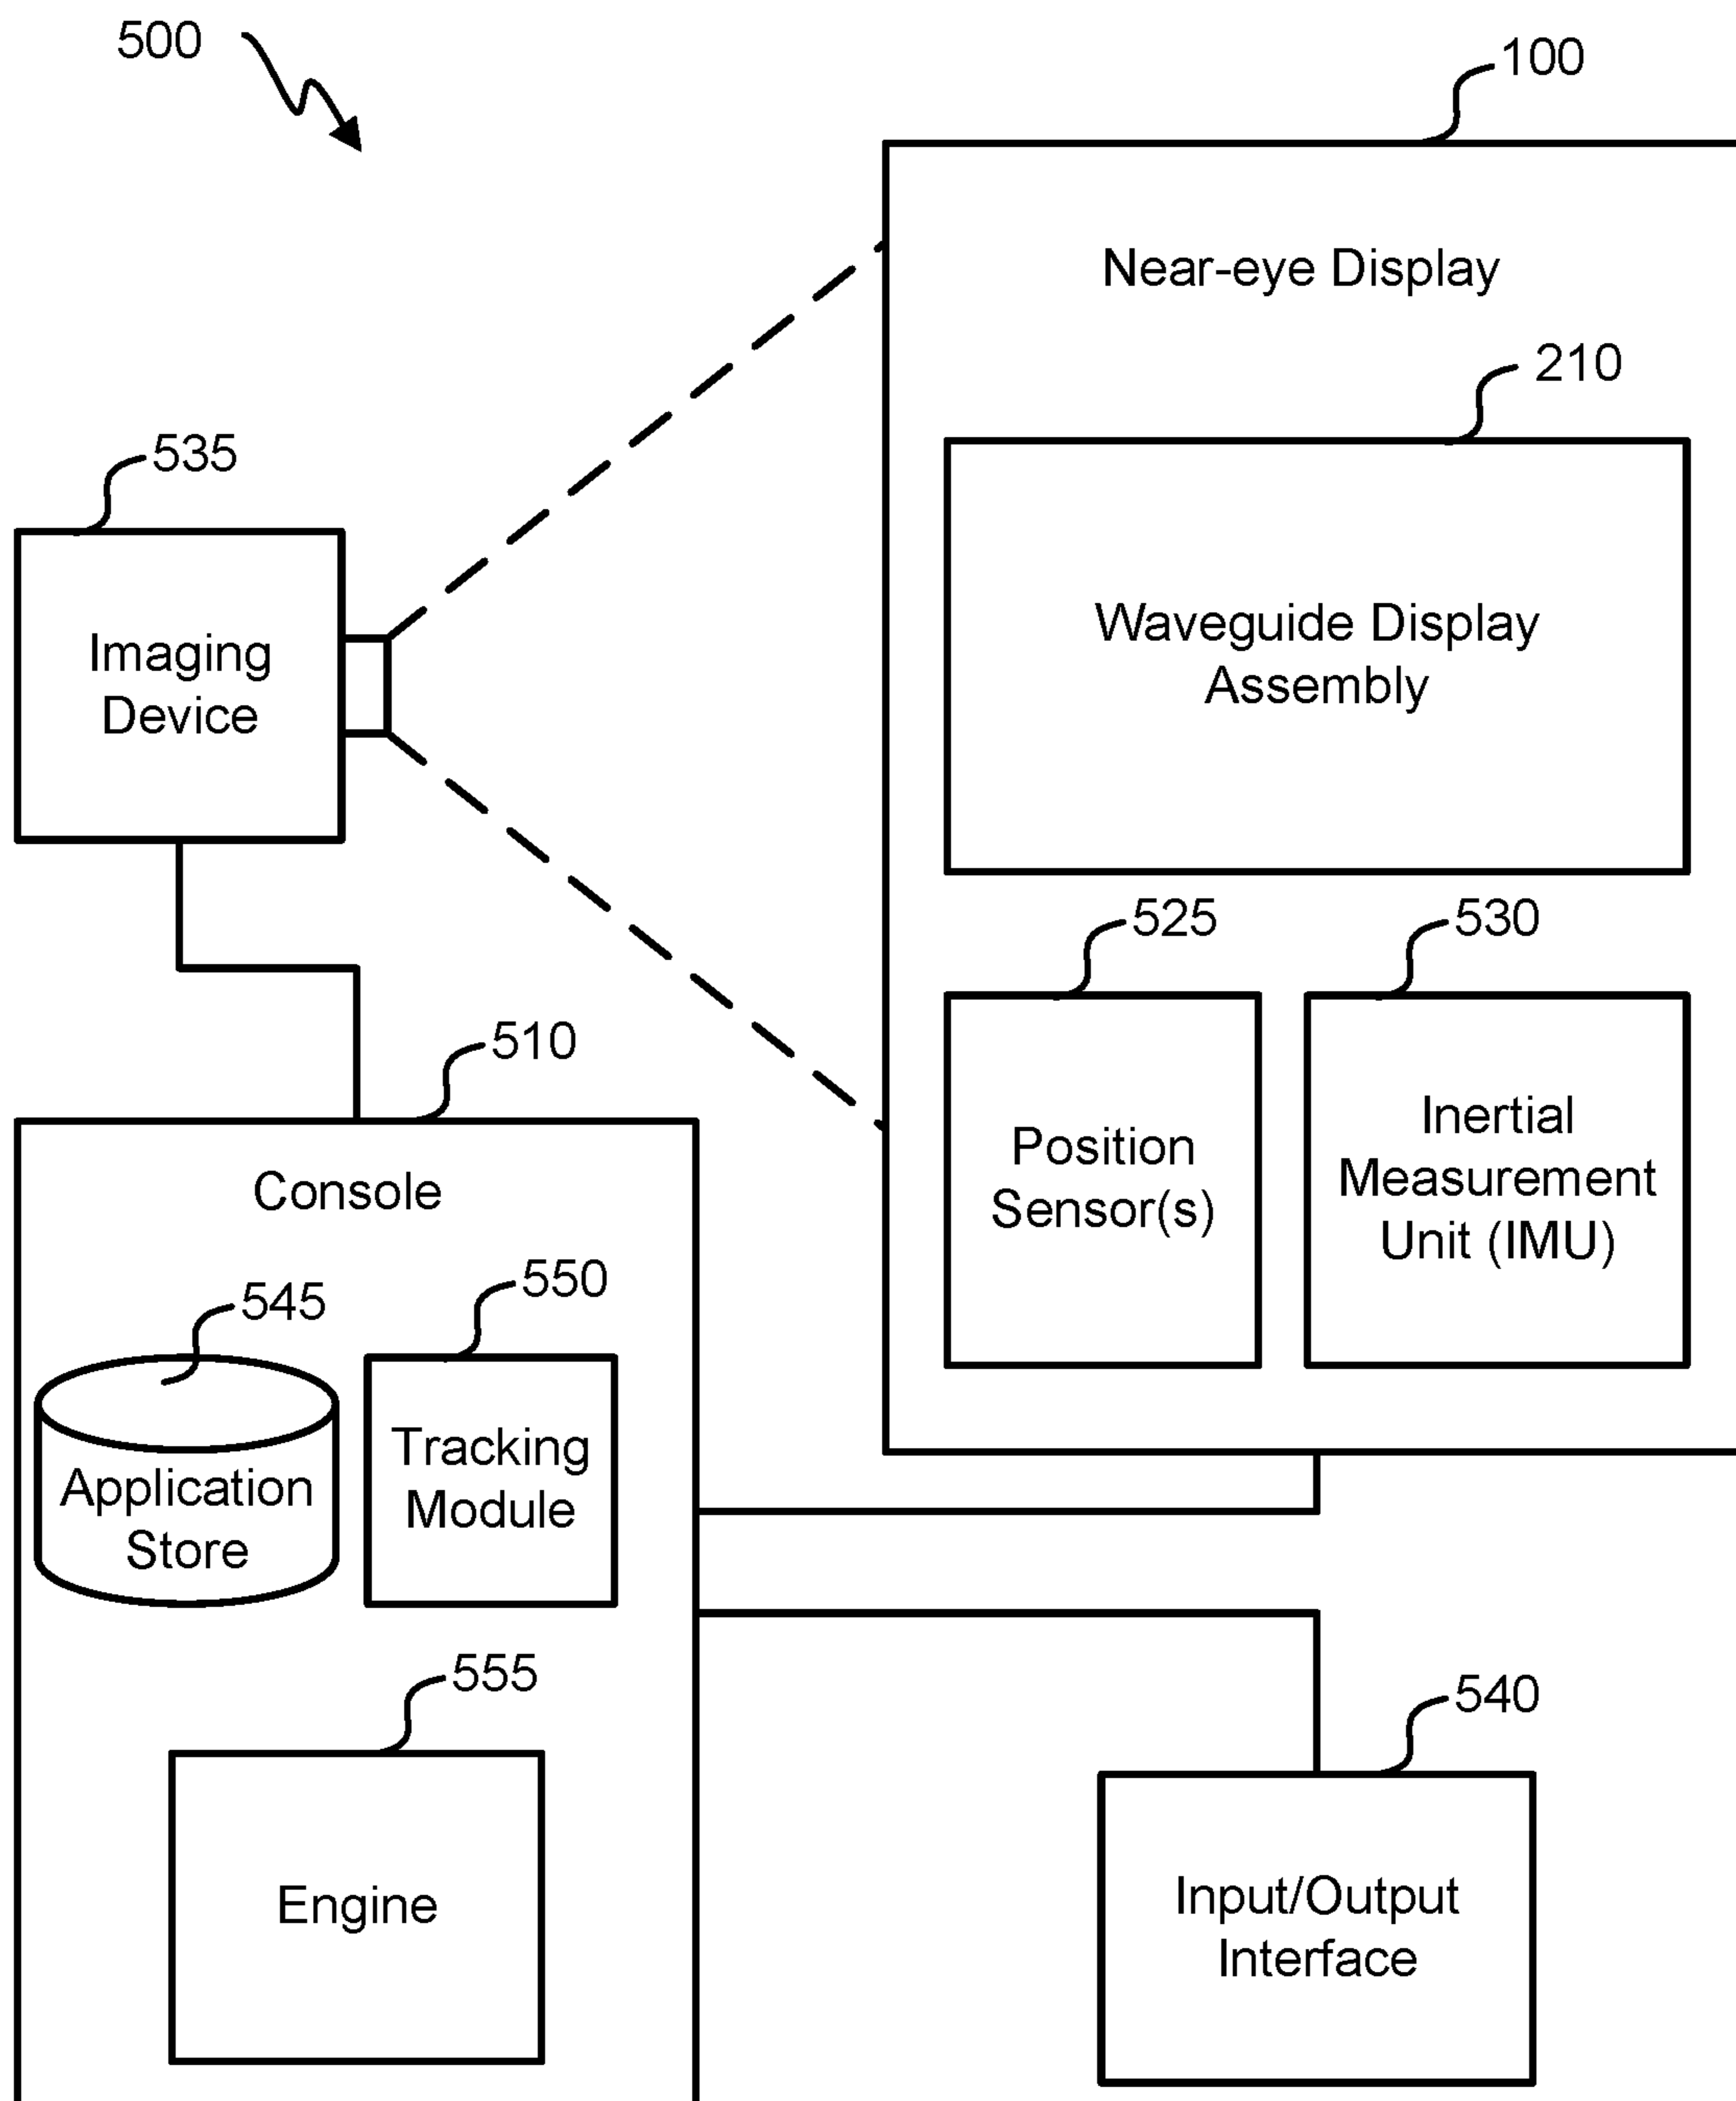 500
100
Near-eye Display
210
535
Waveguide Display
Assembly
Imaging
Device
525
530
510
Position
Sensor(s)
Inertial
Measurement
Unit (IMU)
Console
545
550
Application
Store
Tracking
Module
555
540
Engine
Input/Output
Interface